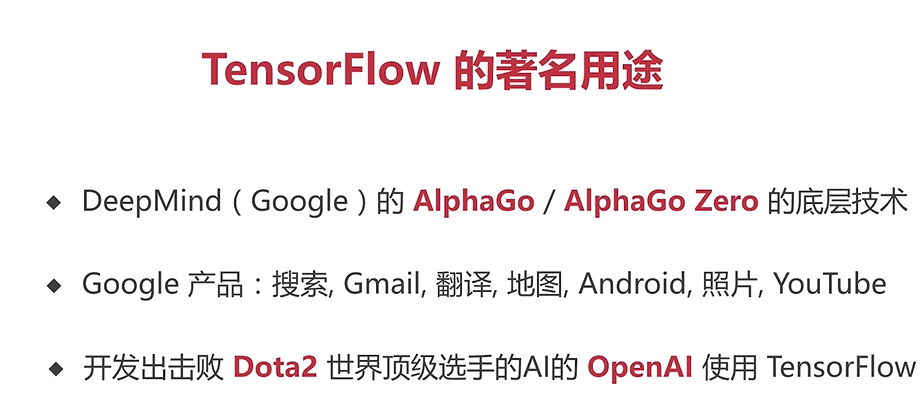 TensorFlow 的著名用途
DeepMind（Google）的 AlphaGo / AlphaGo Zero 的底层技术
Google 产品：搜索, Gmail, 翻译, 地图, Android, 照片, YouTube
开发出击败 Dota2 世界顶级选手的AI的 OpenAI 使用 TensorFlow